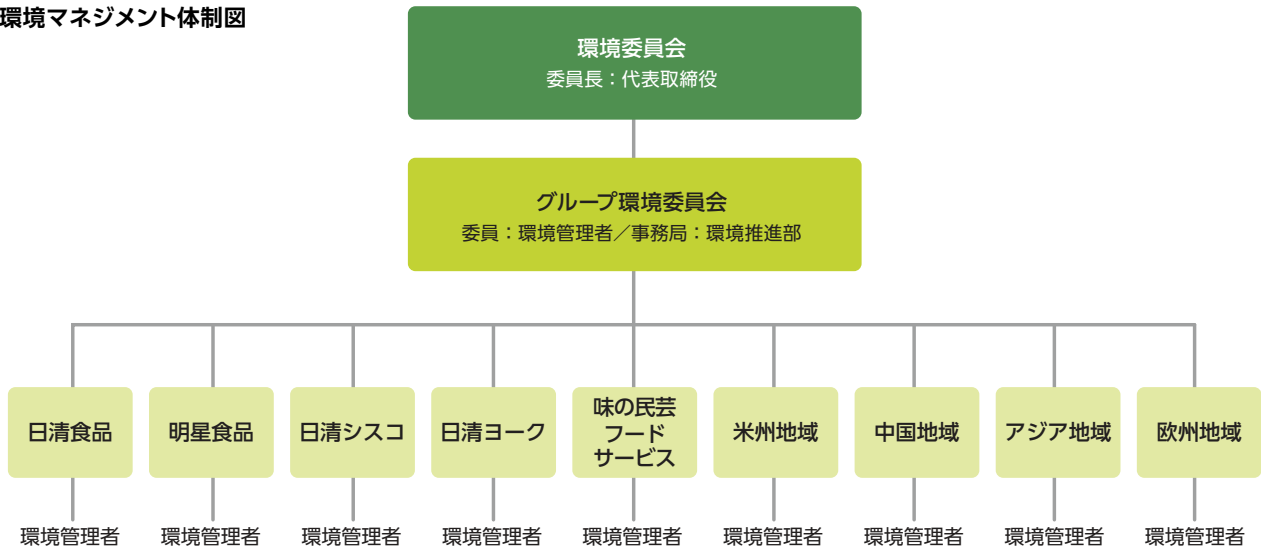 環境マネジメント体制図
環境委員会
委員長：代表取締役
グループ環境委員会
委員：環境管理者／事務局：環境推進部
日清食品
明星食品
日清シスコ
日清ヨーク
味の民芸
フード
サービス
米州地域
中国地域
アジア地域
欧州地域
環境管理者
環境管理者
環境管理者
環境管理者
環境管理者
環境管理者
環境管理者
環境管理者
環境管理者